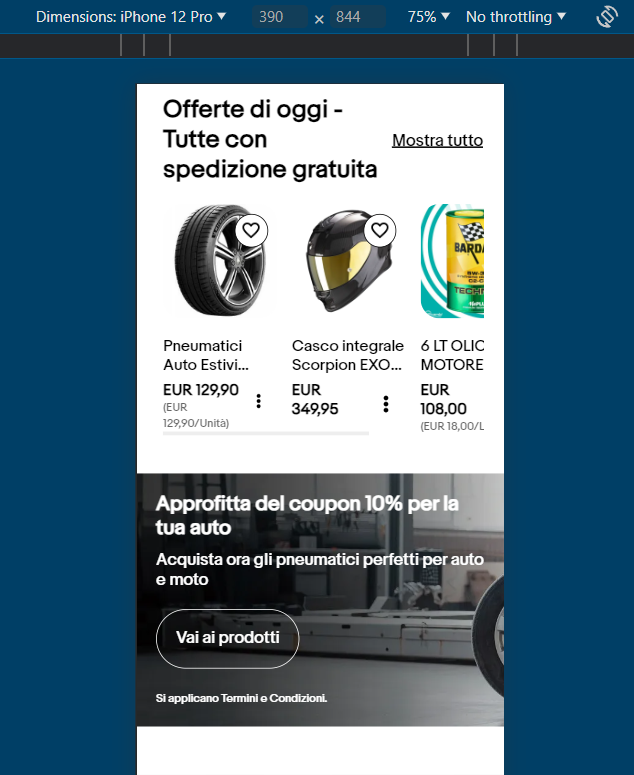 Dimensions: iPhone 12 Pro 390 × 844 75% No throttling
Offerte di oggi -
Tutte con
spedizione gratuita
Mostra tutto
BARDA
TECH
Pneumatici
Auto Estivi...
EUR 129,90
(EUR
129,90/Unità)
Casco integrale
Scorpion EXO...
EUR
349,95
6 LT OLIO
MOTORE
EUR
108,00
(EUR 18,00/L
Approfitta del coupon 10% per la
tua auto
Acquista ora gli pneumatici perfetti per auto
e moto
Vai ai prodotti
Si applicano Termini e Condizioni.